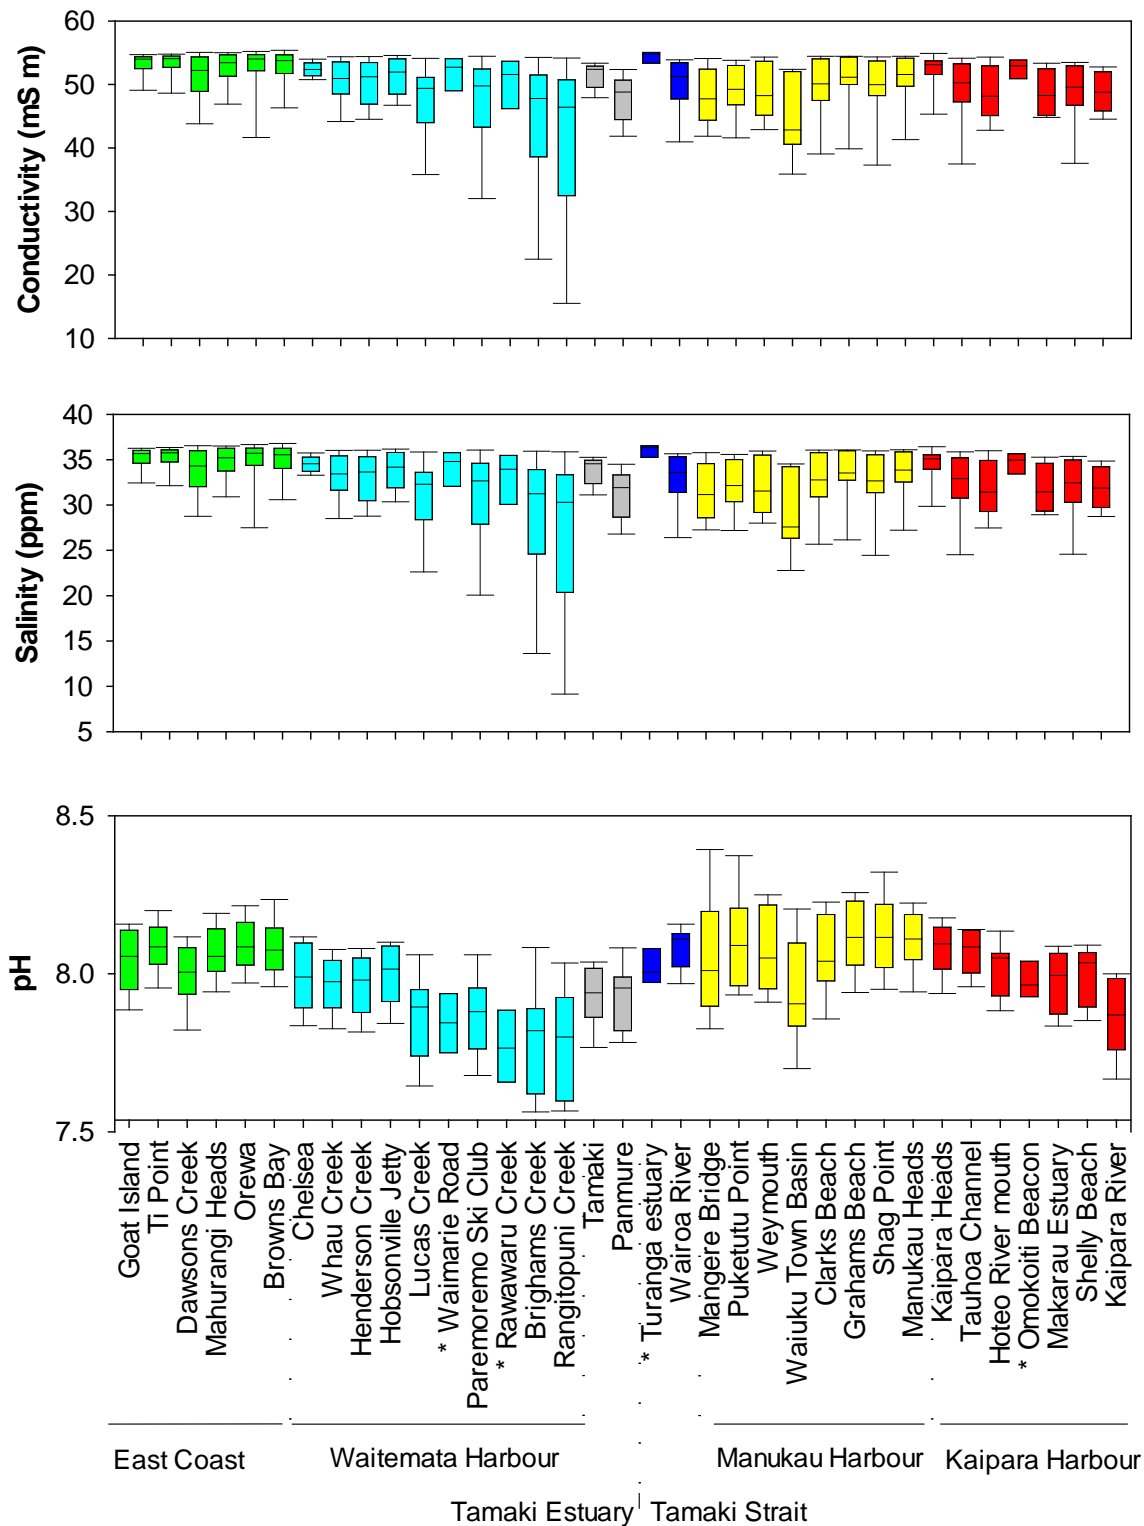 Conductivity (mS m)
60
50
40
30
20
10
Salinity (ppm)
40
35
30
25
20
15
10
5
pH
8.5
8.0
7.5
Goat Island
Ti Point
Dawsons Creek
Mahurangi Heads
Orewa
Browns Bay
Chelsea
Whau Creek
Henderson Creek
Hobsonville Jetty
Lucas Creek
* Waimarie Road
Paremoremo Ski Club
* Rawawaru Creek
Brighams Creek
Rangitopuni Creek
Tamaki
Panmure
* Turanga estuary
Wairoa River
Mangere Bridge
Puketutu Point
Weymouth
Waiuku Town Basin
Clarks Beach
Grahams Beach
Shag Point
Manukau Heads
Kaipara Heads
Tauhoa Channel
Hoteo River mouth
* Omokoiti Beacon
Makarau Estuary
Shelly Beach
Kaipara River
East Coast
Waitemata Harbour
Manukau Harbour
Kaipara Harbour
Tamaki Estuary
Tamaki Strait